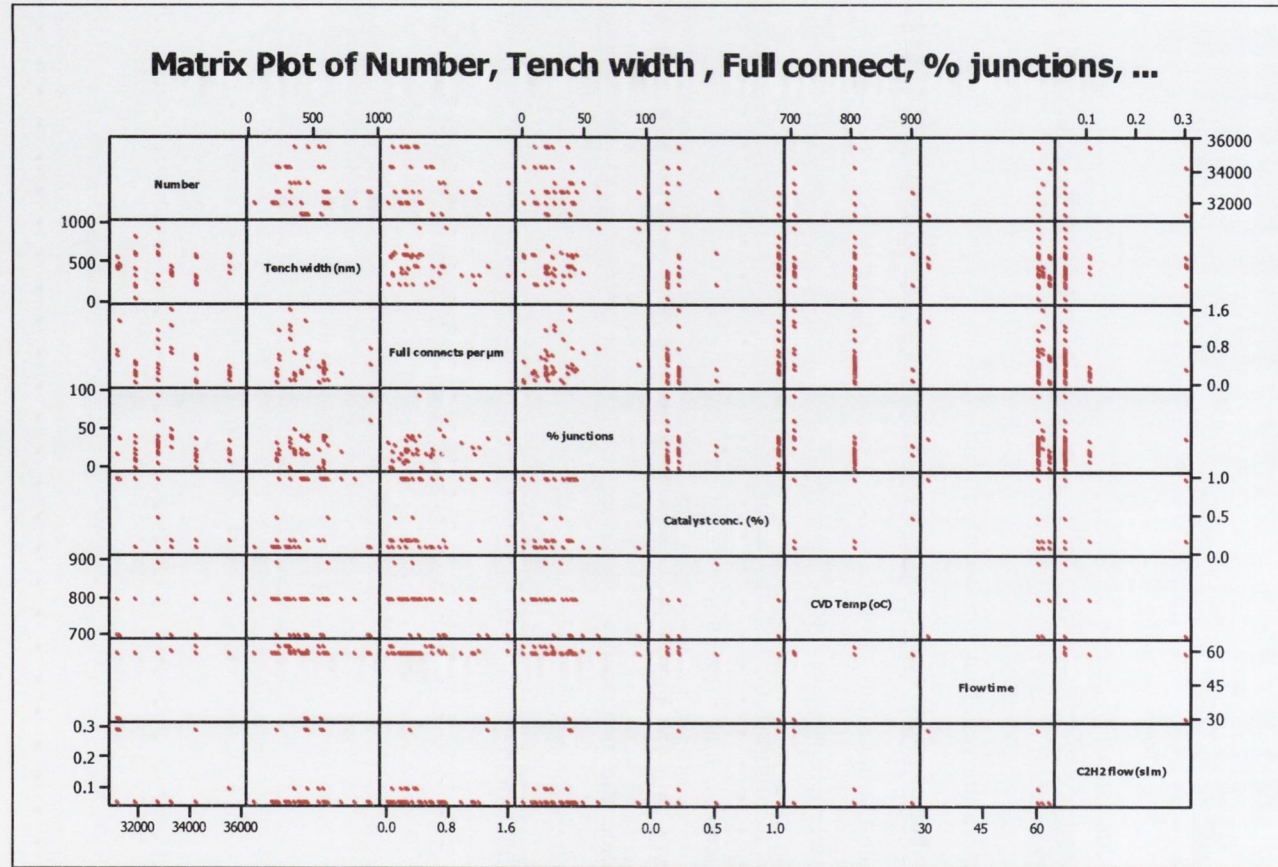 Matrix Plot of Number, Tench width , Full connect, % junctions, ...
0 500 1000 0 50 100 700 800 900 0.1 0.2 0.3
36000
Number
34000
32000
1000
500
Tench width (nm)
0
1.6
Full connects per µm
0.8
0.0
100
50
% junctions
0
1.0
Catalyst conc. (%)
0.5
0.0
900
800
CVD Temp (oC)
700
60
Flow time
45
30
0.3
0.2
C2H2 flow (slm)
0.1
32000 34000 36000 0.0 0.8 1.6 0.0 0.5 1.0 30 45 60